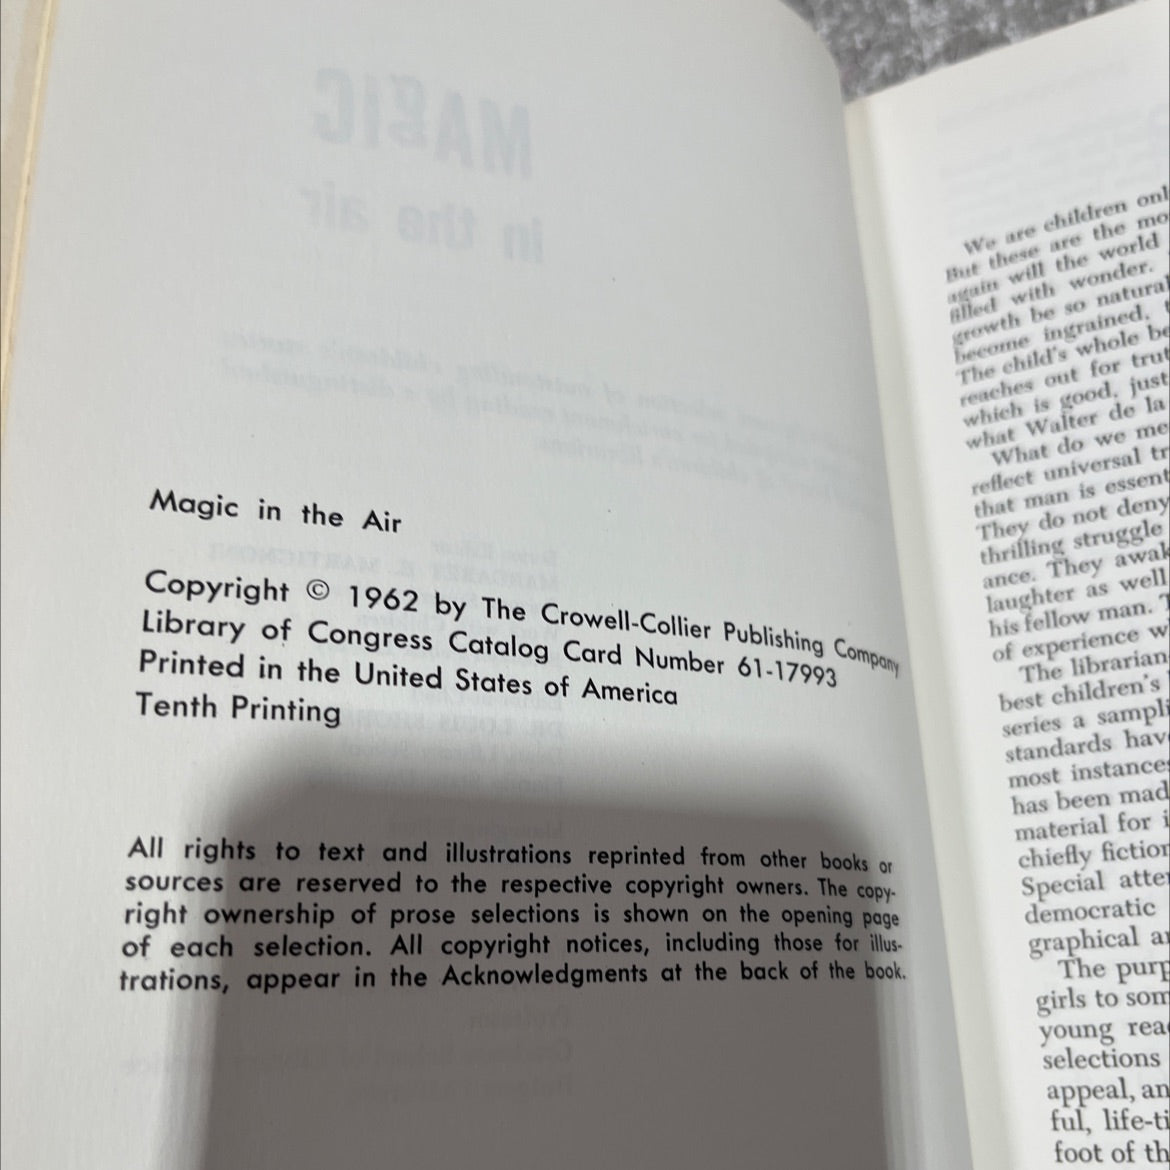 MAGIC
in the air
Magic in the Air
Copyright © 1962 by The Crowell-Collier Publishing Company
Library of Congress Catalog Card Number 61-17993
Printed in the United States of America
Tenth Printing
All rights to text and illustrations reprinted from other books or
sources are reserved to the respective copyright owners. The copy-
right ownership of prose selections is shown on the opening page
of each selection. All copyright notices, including those for illus-
trations, appear in the Acknowledgments at the back of the book.
We are children onl
But these are the mo
again will the world
filled with wonder.
growth be so natural
become ingrained,
The child's whole be
reaches out for trut
which is good, just
what Walter de la
What do we me
reflect universal tr
that man is essent
They do not deny
thrilling struggle
ance. They awak
laughter as well
his fellow man. T
of experience w
The librarian
best children's
series a sampli
standards hav
most instances
has been mad
material for i
chiefly fiction
Special atte
democratic
graphical a
The purp
girls to som
young rea
selections
appeal, an
ful, life-ti
foot of th